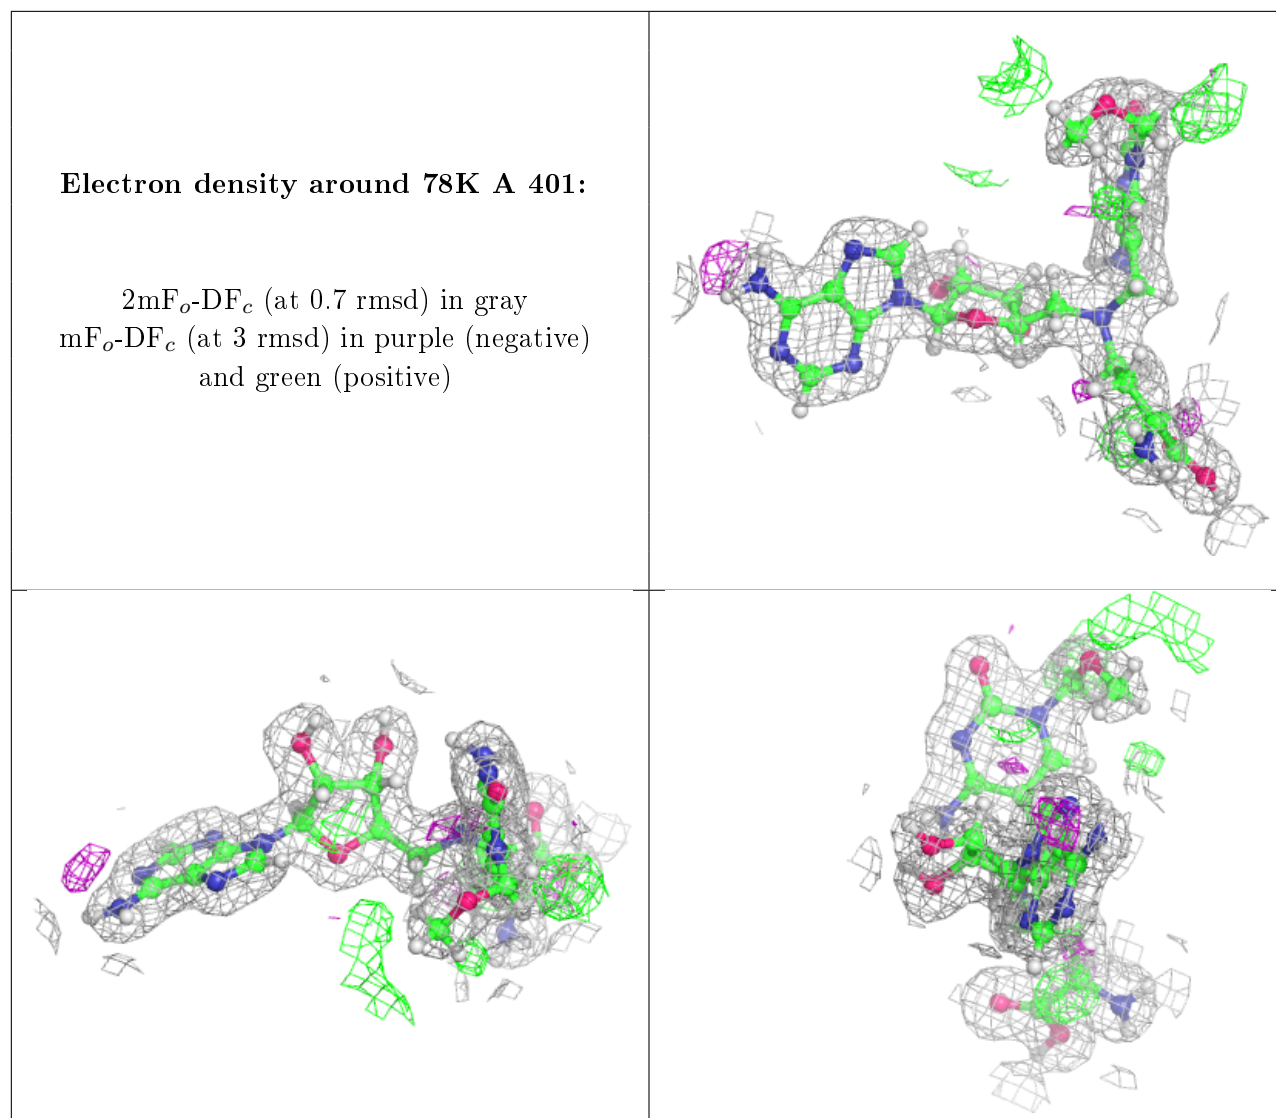 Electron density around 78K A 401:
2mFₒ-DF𝒸 (at 0.7 rmsd) in gray
mFₒ-DF𝒸 (at 3 rmsd) in purple (negative)
and green (positive)